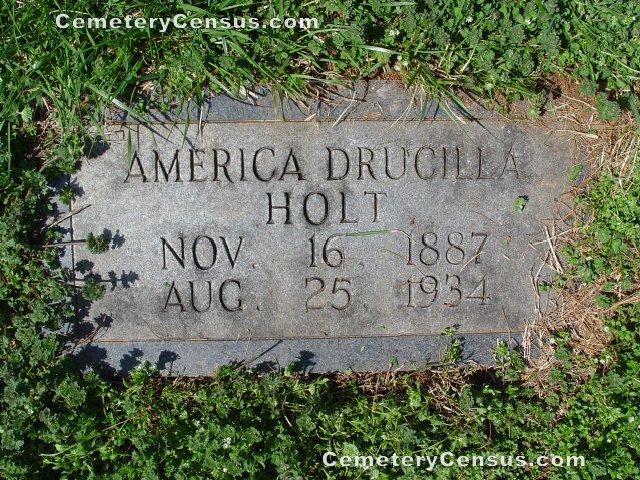 CemeteryCensus.com
AMERICA DRUCILLA
HOLT
NOV. 16, 1887
AUG. 25, 1934
CemeteryCensus.com